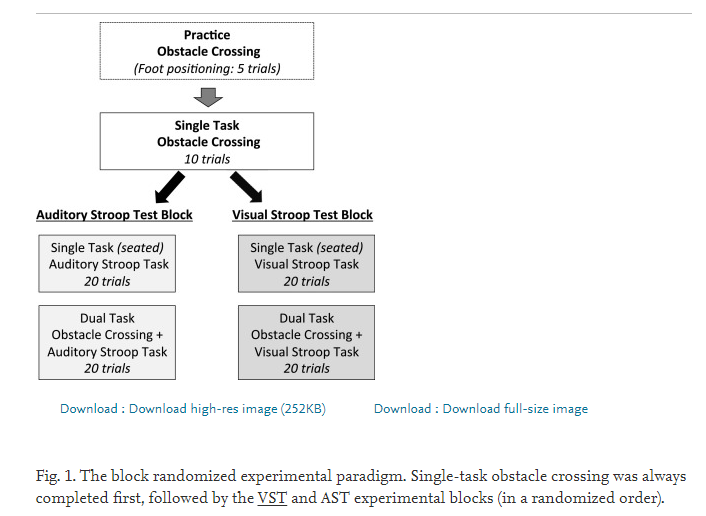 Practice
Obstacle Crossing
(Foot positioning: 5 trials)
Single Task
Obstacle Crossing
10 trials
Auditory Stroop Test Block
Visual Stroop Test Block
Single Task (seated)
Auditory Stroop Task
20 trials
Single Task (seated)
Visual Stroop Task
20 trials
Dual Task
Obstacle Crossing +
Auditory Stroop Task
20 trials
Dual Task
Obstacle Crossing +
Visual Stroop Task
20 trials
Download : Download high-res image (252KB)
Download : Download full-size image
Fig. 1. The block randomized experimental paradigm. Single-task obstacle crossing was always
completed first, followed by the VST and AST experimental blocks (in a randomized order).